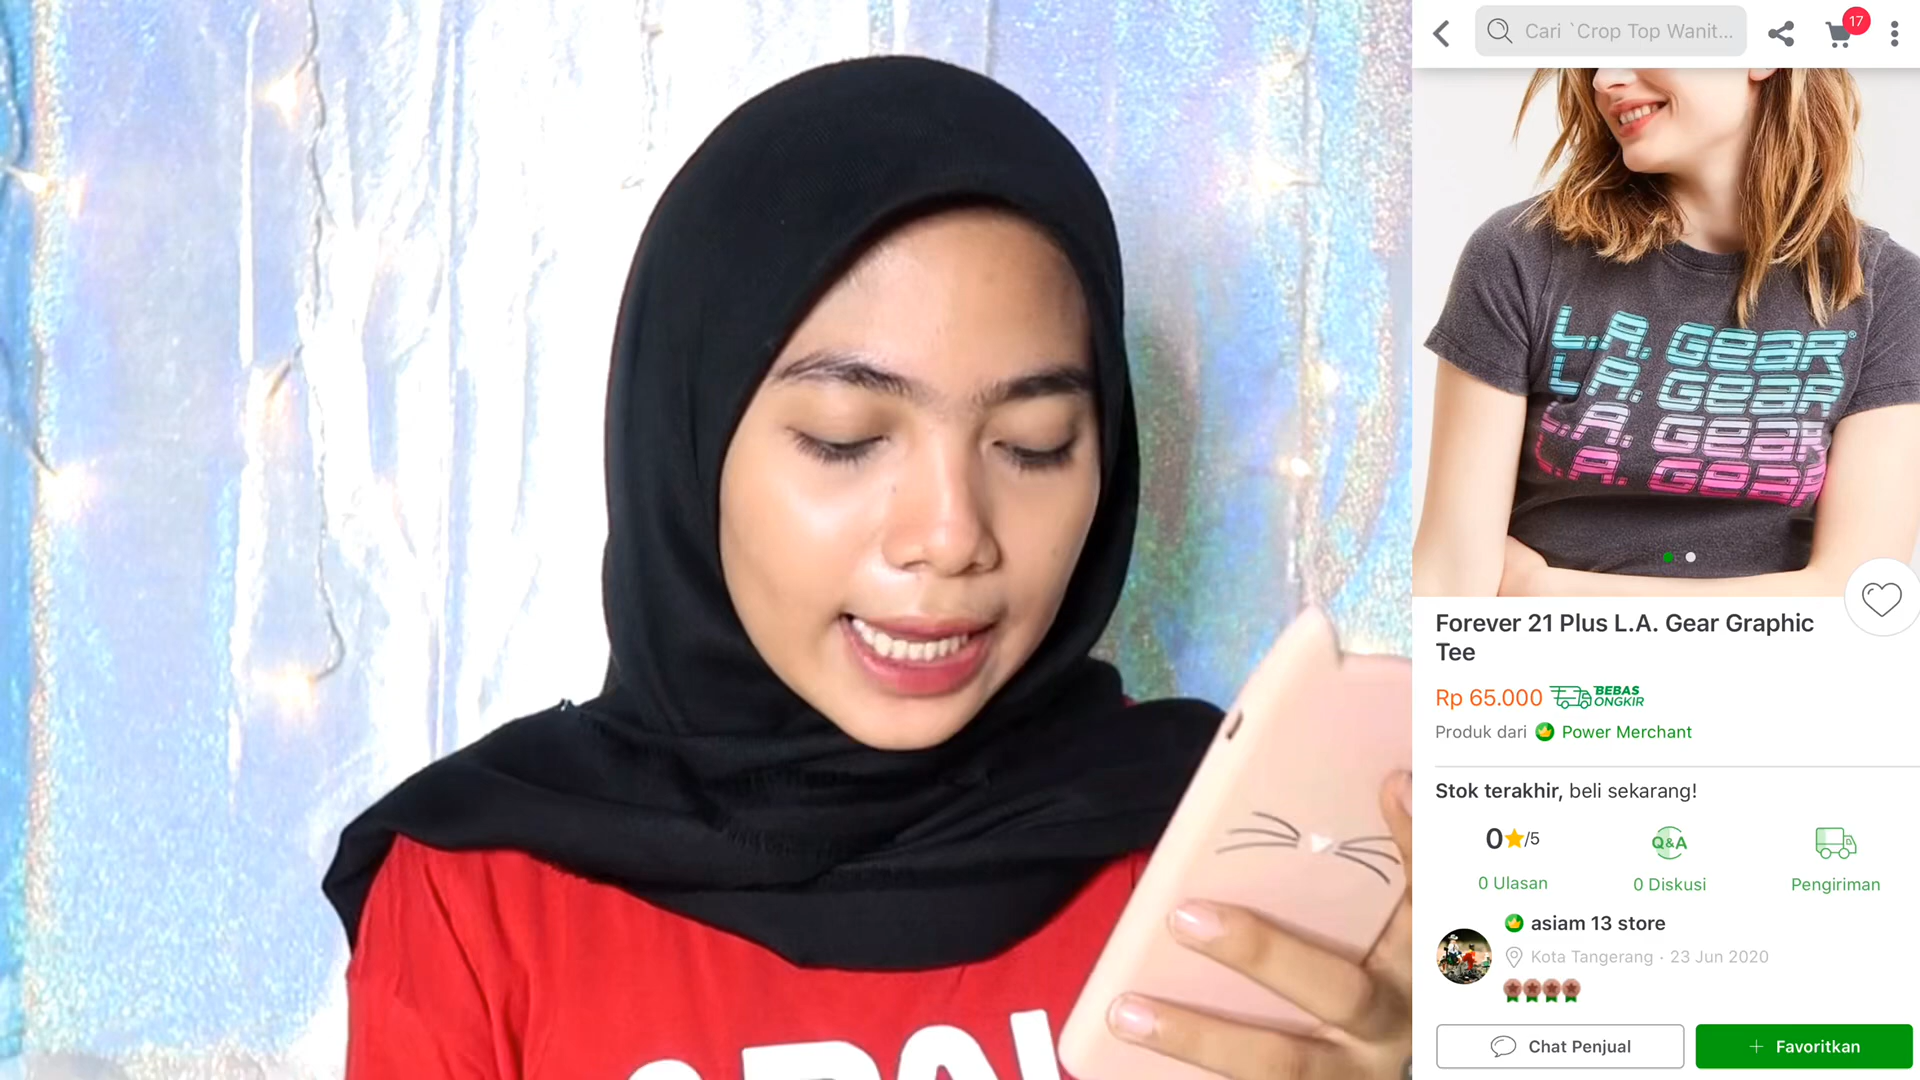 Cari `Crop Top Wanit...
17
L.A. GEAR®
L.A. GEAR
L.A. GEAR
L.A. GEAR
Forever 21 Plus L.A. Gear Graphic
Tee
Rp 65.000 BEBAS ONGKIR
Produk dari Power Merchant
Stok terakhir, beli sekarang!
0 /5
Q&A
0 Ulasan
0 Diskusi
Pengiriman
asiam 13 store
Kota Tangerang · 23 Jun 2020
Chat Penjual
+ Favoritkan